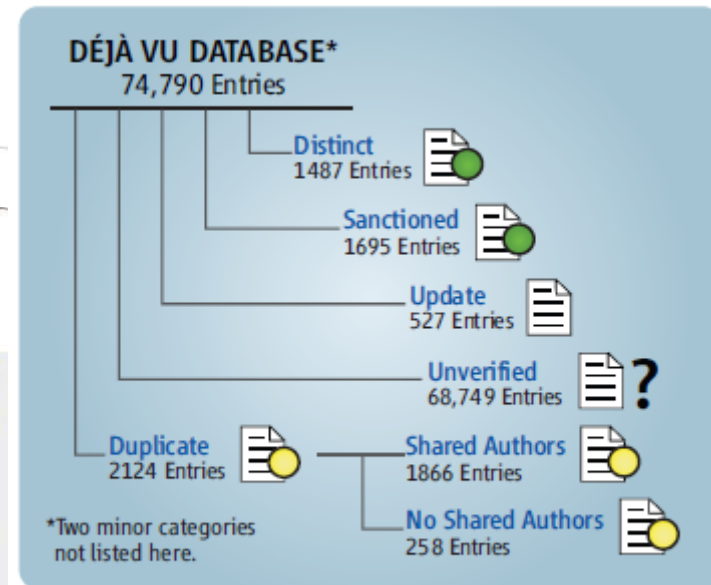 DÉJÀ VU DATABASE*
74,790 Entries
Distinct
1487 Entries
Sanctioned
1695 Entries
Update
527 Entries
Unverified
68,749 Entries
?
Duplicate
2124 Entries
Shared Authors
1866 Entries
No Shared Authors
258 Entries
*Two minor categories
not listed here.